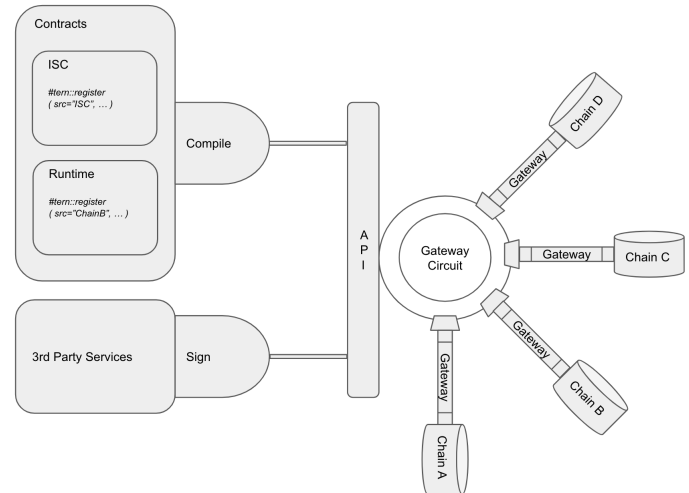 Contracts
ISC
#tern::register
( src="ISC", ... )
Runtime
#tern::register
( src="ChainB", ... )
Compile
3rd Party Services
Sign
A
P
I
Gateway
Circuit
Gateway
Chain D
Gateway
Chain C
Gateway
Chain B
Gateway
Chain A